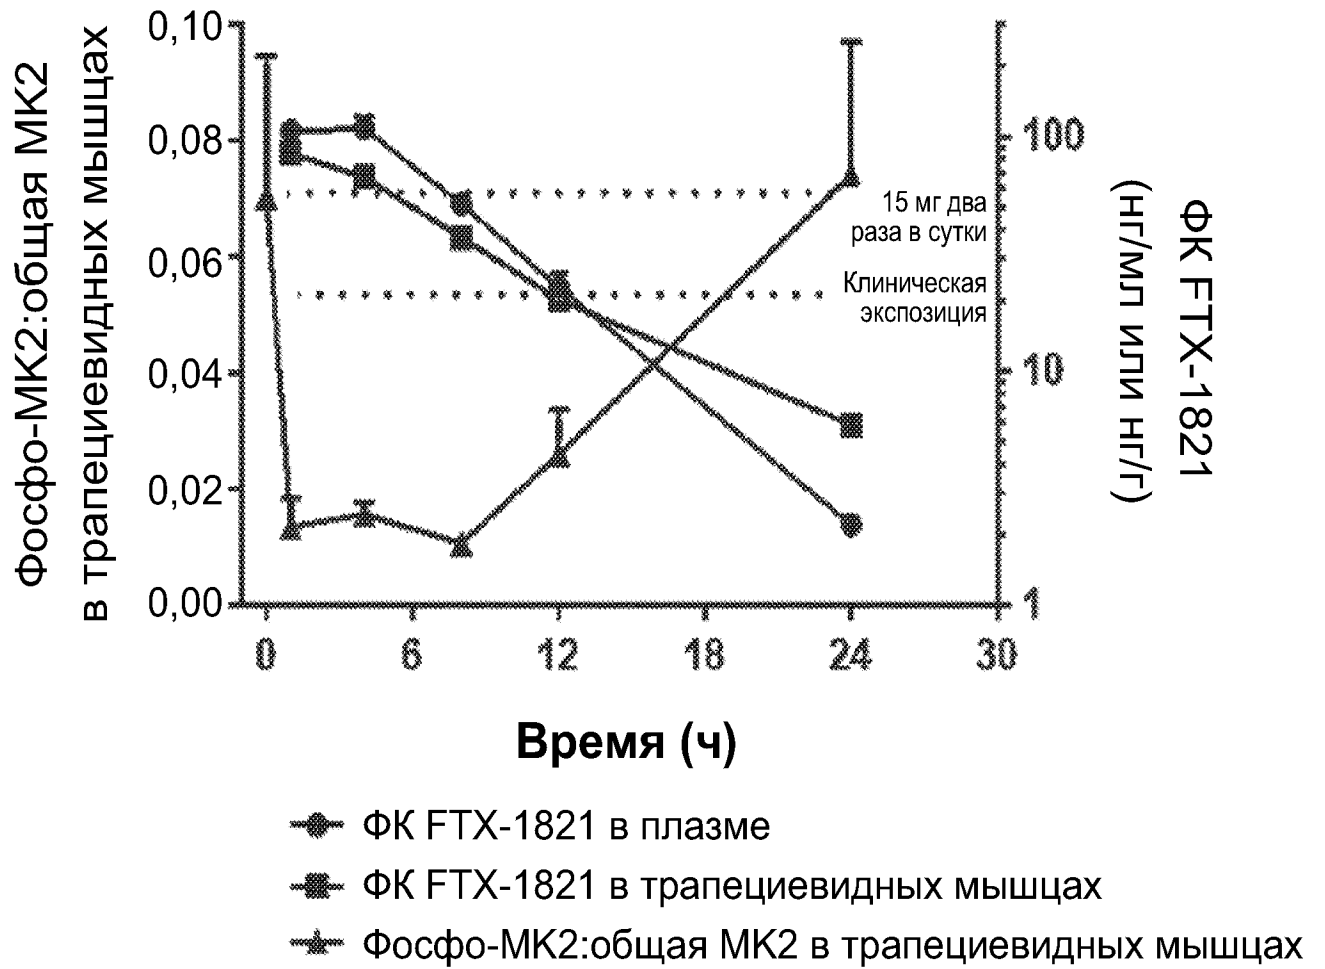 Фосфо-МК2:общая МК2
в трапециевидных мышцах
0,10
0,08
0,06
0,04
0,02
0,00
0 6 12 18 24 30
Время (ч)
100
10
1
ФК FTX-1821
(нг/мл или нг/г)
15 мг два
раза в сутки
Клиническая
экспозиция
ФК FTX-1821 в плазме
ФК FTX-1821 в трапециевидных мышцах
Фосфо-МК2:общая МК2 в трапециевидных мышцах